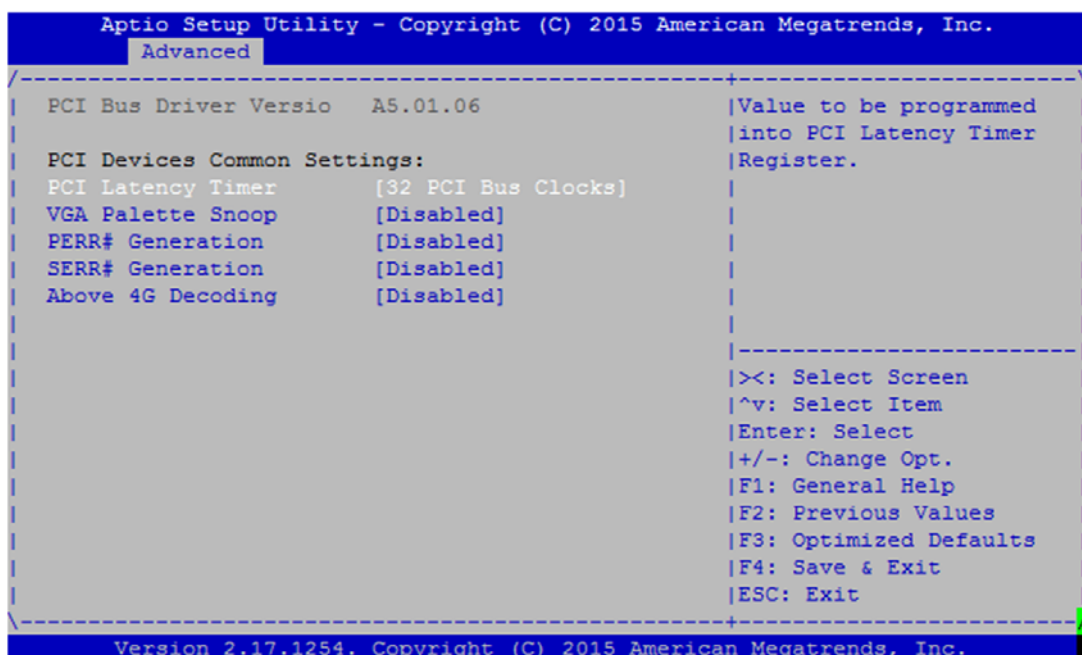 Aptio Setup Utility - Copyright (C) 2015 American Megatrends, Inc.
Advanced
PCI Bus Driver Versio A5.01.06
PCI Devices Common Settings:
PCI Latency Timer [32 PCI Bus Clocks]
VGA Palette Snoop [Disabled]
PERR# Generation [Disabled]
SERR# Generation [Disabled]
Above 4G Decoding [Disabled]
Value to be programmed
into PCI Latency Timer
Register.
><: Select Screen
^v: Select Item
Enter: Select
+/-: Change Opt.
F1: General Help
F2: Previous Values
F3: Optimized Defaults
F4: Save & Exit
ESC: Exit
Version 2.17.1254. Copyright (C) 2015 American Megatrends, Inc.